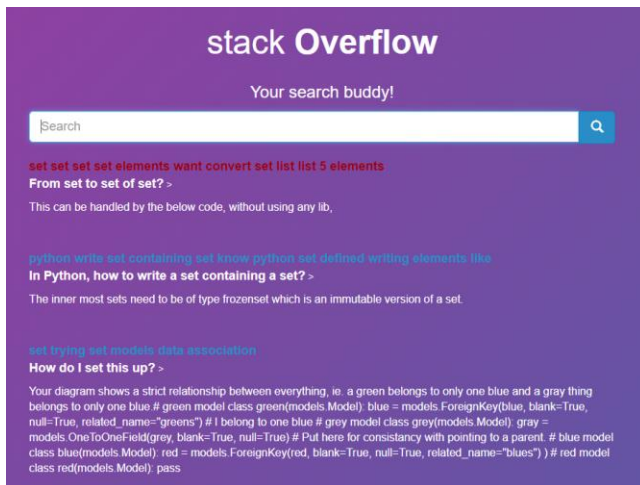 stack Overflow
Your search buddy!
Search
set set set set elements want convert set list list 5 elements
From set to set of set? >
This can be handled by the below code, without using any lib,
python write set containing set know python set defined writing elements like
In Python, how to write a set containing a set? >
The inner most sets need to be of type frozenset which is an immutable version of a set.
set trying set models data association
How do I set this up? >
Your diagram shows a strict relationship between everything, ie. a green belongs to only one blue and a gray thing
belongs to only one blue.# green model class green(models.Model): blue = models.ForeignKey(blue, blank=True,
null=True, related_name="greens") # I belong to one blue # grey model class grey(models.Model): gray =
models.OneToOneField(grey, blank=True, null=True) # Put here for consistancy with pointing to a parent. # blue model
class blue(models.Model): red = models.ForeignKey(red, blank=True, null=True, related_name="blues") ) # red model
class red(models.Model): pass